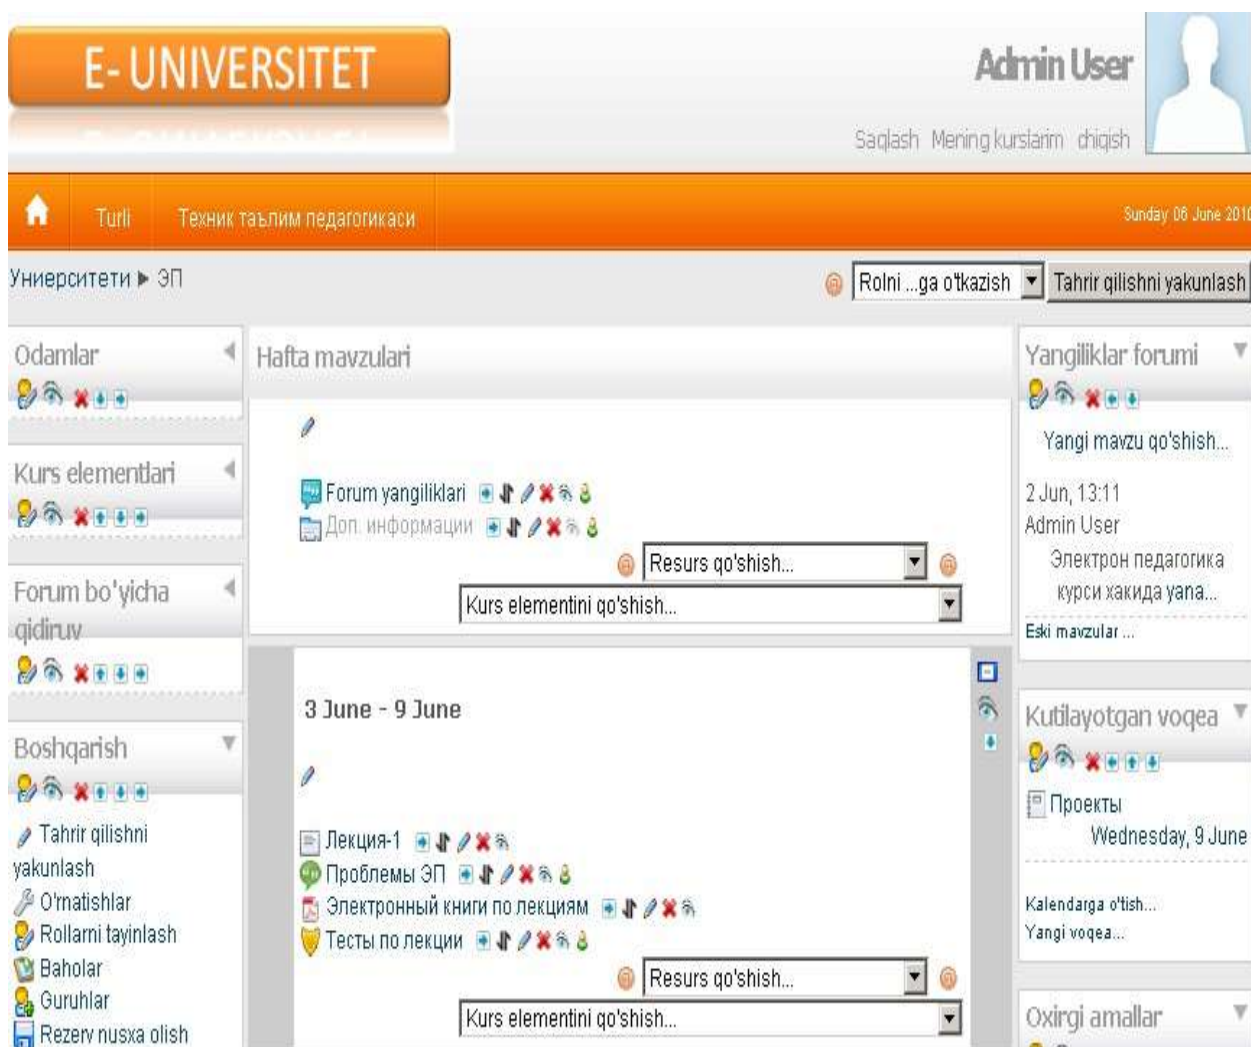 E-UNIVERSITET
Admin User
Saqlash Mening kurslarim chiqish
Turli Техник таълим педагогикаси
Sunday 06 June 2010
Униерситети ► ЭП
Rolni ...ga o'tkazish Tahrir qilishni yakunlash
Odamlar
Kurs elementlari
Forum bo'yicha
qidiruv
Boshqarish
Tahrir qilishni
yakunlash
O'rnatishlar
Rollarni tayinlash
Baholar
Guruhlar
Rezerv nusxa olish
Hafta mavzulari
Forum yangiliklari
Доп. информации
Resurs qo'shish...
Kurs elementini qo'shish...
3 June - 9 June
Лекция-1
Проблемы ЭП
Электронный книги по лекциям
Тесты по лекции
Resurs qo'shish...
Kurs elementini qo'shish...
Yangiliklar forumi
Yangi mavzu qo'shish...
2 Jun, 13:11
Admin User
Электрон педагогика
курси хакида yana...
Eski mavzular ...
Kutilayotgan voqea
Проекты
Wednesday, 9 June
Kalendarga o'tish...
Yangi voqea...
Oxirgi amallar